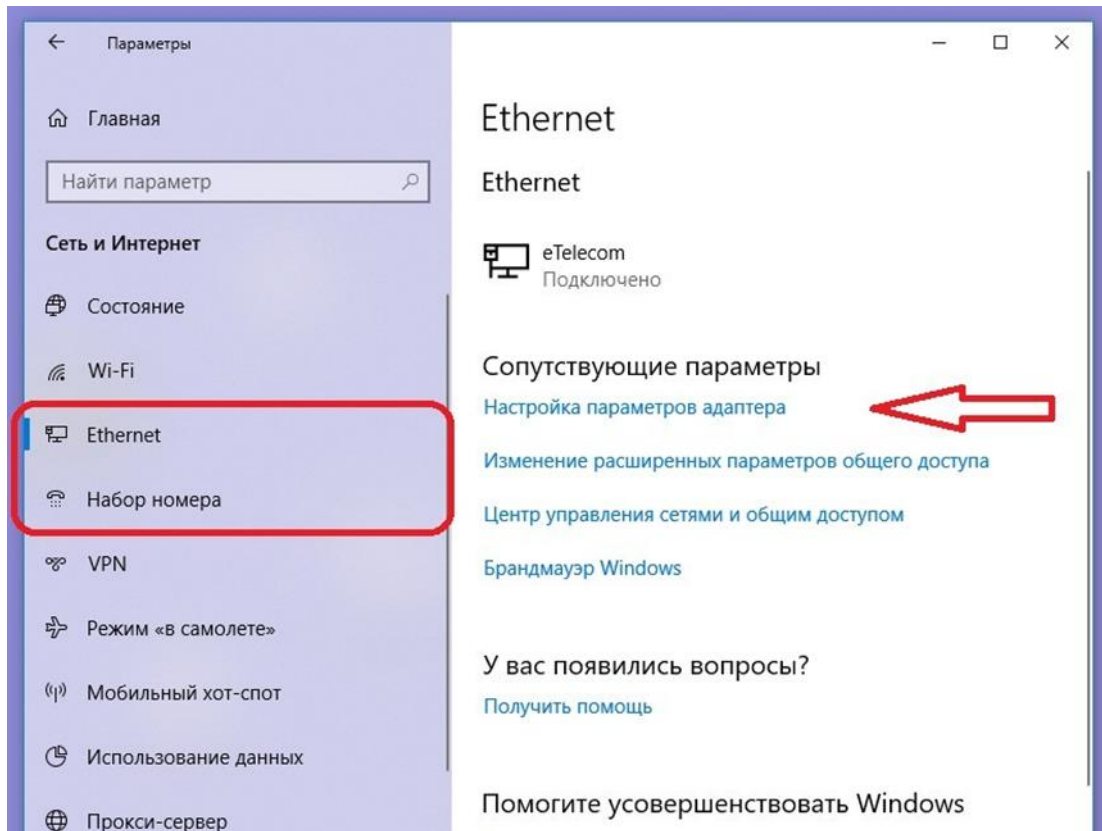 Параметры
Главная
Найти параметр
Сеть и Интернет
Состояние
Wi-Fi
Ethernet
Набор номера
VPN
Режим «в самолете»
Мобильный хот-спот
Использование данных
Прокси-сервер
Ethernet
Ethernet
eTelecom
Подключено
Сопутствующие параметры
Настройка параметров адаптера
Изменение расширенных параметров общего доступа
Центр управления сетями и общим доступом
Брандмауэр Windows
У вас появились вопросы?
Получить помощь
Помогите усовершенствовать Windows